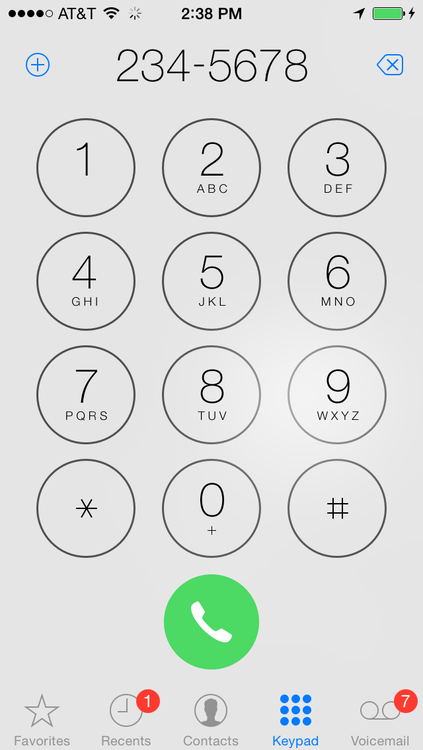 AT&T 2:38 PM
234-5678
1 2 3
ABC DEF
4 5 6
GHI JKL MNO
7 8 9
PQRS TUV WXYZ
* 0 #
+
1 7
Favorites Recents Contacts Keypad Voicemail